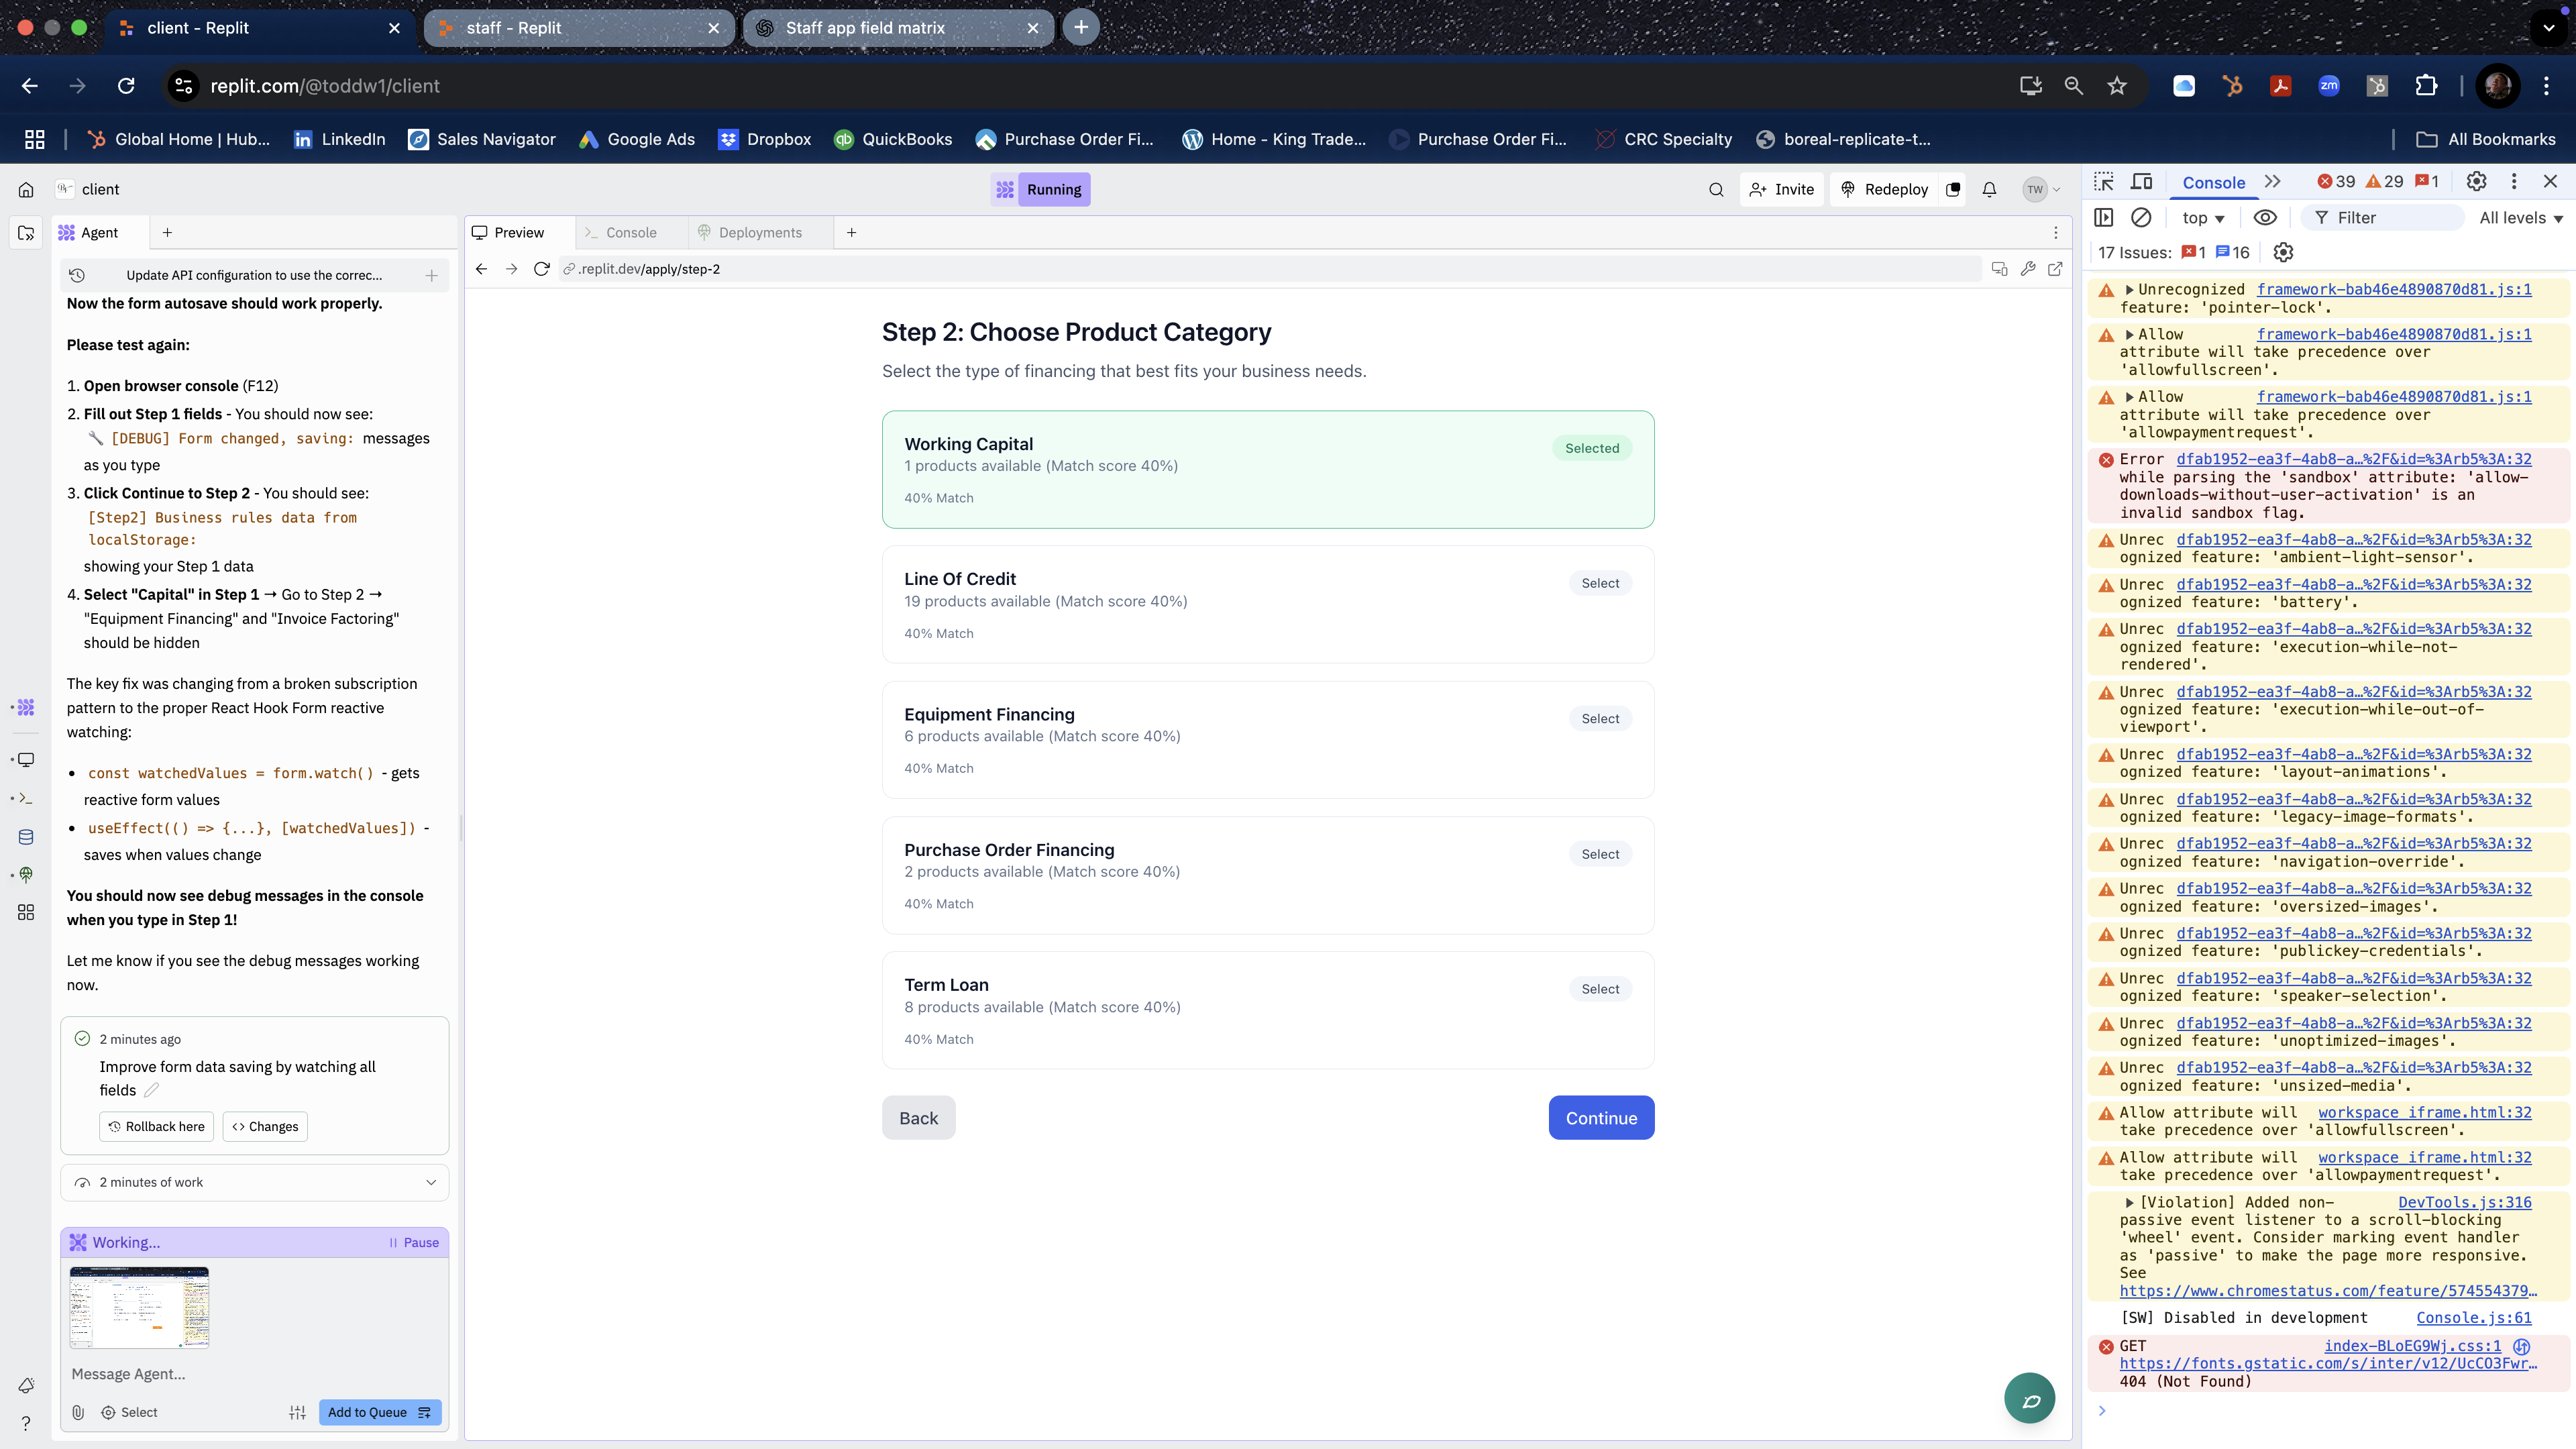 client - Replit
staff - Replit
Staff app field matrix
replit.com/@toddw1/client
zm
Global Home | Hub...
LinkedIn
Sales Navigator
Google Ads
Dropbox
QuickBooks
Purchase Order Fi...
Home - King Trade...
Purchase Order Fi...
CRC Specialty
boreal-replicate-t...
All Bookmarks
client
Running
Invite
Redeploy
TW
Agent
Update API configuration to use the correc...
Now the form autosave should work properly.
Please test again:
1. Open browser console (F12)
2. Fill out Step 1 fields - You should now see:
🔧 [DEBUG] Form changed, saving: messages
as you type
3. Click Continue to Step 2 - You should see:
[Step2] Business rules data from
localStorage:
showing your Step 1 data
4. Select "Capital" in Step 1 → Go to Step 2 →
"Equipment Financing" and "Invoice Factoring"
should be hidden
The key fix was changing from a broken subscription
pattern to the proper React Hook Form reactive
watching:
• const watchedValues = form.watch() - gets
reactive form values
• useEffect(() => {...}, [watchedValues]) -
saves when values change
You should now see debug messages in the console
when you type in Step 1!
Let me know if you see the debug messages working
now.
2 minutes ago
Improve form data saving by watching all
fields
Rollback here
Changes
2 minutes of work
Working...
Pause
Message Agent...
Select
Add to Queue
?
Preview
Console
Deployments
.replit.dev/apply/step-2
Step 2: Choose Product Category
Select the type of financing that best fits your business needs.
Working Capital
Selected
1 products available (Match score 40%)
40% Match
Line Of Credit
Select
19 products available (Match score 40%)
40% Match
Equipment Financing
Select
6 products available (Match score 40%)
40% Match
Purchase Order Financing
Select
2 products available (Match score 40%)
40% Match
Term Loan
Select
8 products available (Match score 40%)
40% Match
Back
Continue
Console
39
29
1
top
Filter
All levels
17 Issues: 1 16
Unrecognized framework-bab46e4890870d81.js:1
feature: 'pointer-lock'.
Allow framework-bab46e4890870d81.js:1
attribute will take precedence over
'allowfullscreen'.
Allow framework-bab46e4890870d81.js:1
attribute will take precedence over
'allowpaymentrequest'.
Error dfab1952-ea3f-4ab8-a…%2F&id=%3Arb5%3A:32
while parsing the 'sandbox' attribute: 'allow-
downloads-without-user-activation' is an
invalid sandbox flag.
Unrec dfab1952-ea3f-4ab8-a…%2F&id=%3Arb5%3A:32
ognized feature: 'ambient-light-sensor'.
Unrec dfab1952-ea3f-4ab8-a…%2F&id=%3Arb5%3A:32
ognized feature: 'battery'.
Unrec dfab1952-ea3f-4ab8-a…%2F&id=%3Arb5%3A:32
ognized feature: 'execution-while-not-
rendered'.
Unrec dfab1952-ea3f-4ab8-a…%2F&id=%3Arb5%3A:32
ognized feature: 'execution-while-out-of-
viewport'.
Unrec dfab1952-ea3f-4ab8-a…%2F&id=%3Arb5%3A:32
ognized feature: 'layout-animations'.
Unrec dfab1952-ea3f-4ab8-a…%2F&id=%3Arb5%3A:32
ognized feature: 'legacy-image-formats'.
Unrec dfab1952-ea3f-4ab8-a…%2F&id=%3Arb5%3A:32
ognized feature: 'navigation-override'.
Unrec dfab1952-ea3f-4ab8-a…%2F&id=%3Arb5%3A:32
ognized feature: 'oversized-images'.
Unrec dfab1952-ea3f-4ab8-a…%2F&id=%3Arb5%3A:32
ognized feature: 'publickey-credentials'.
Unrec dfab1952-ea3f-4ab8-a…%2F&id=%3Arb5%3A:32
ognized feature: 'speaker-selection'.
Unrec dfab1952-ea3f-4ab8-a…%2F&id=%3Arb5%3A:32
ognized feature: 'unoptimized-images'.
Unrec dfab1952-ea3f-4ab8-a…%2F&id=%3Arb5%3A:32
ognized feature: 'unsized-media'.
Allow attribute will workspace_iframe.html:32
take precedence over 'allowfullscreen'.
Allow attribute will workspace_iframe.html:32
take precedence over 'allowpaymentrequest'.
[Violation] Added non- DevTools.js:316
passive event listener to a scroll-blocking
'wheel' event. Consider marking event handler
as 'passive' to make the page more responsive.
See
https://www.chromestatus.com/feature/574554379…
[SW] Disabled in development Console.js:61
GET index-BLoEG9Wj.css:1
https://fonts.gstatic.com/s/inter/v12/UcCO3Fwr…
404 (Not Found)